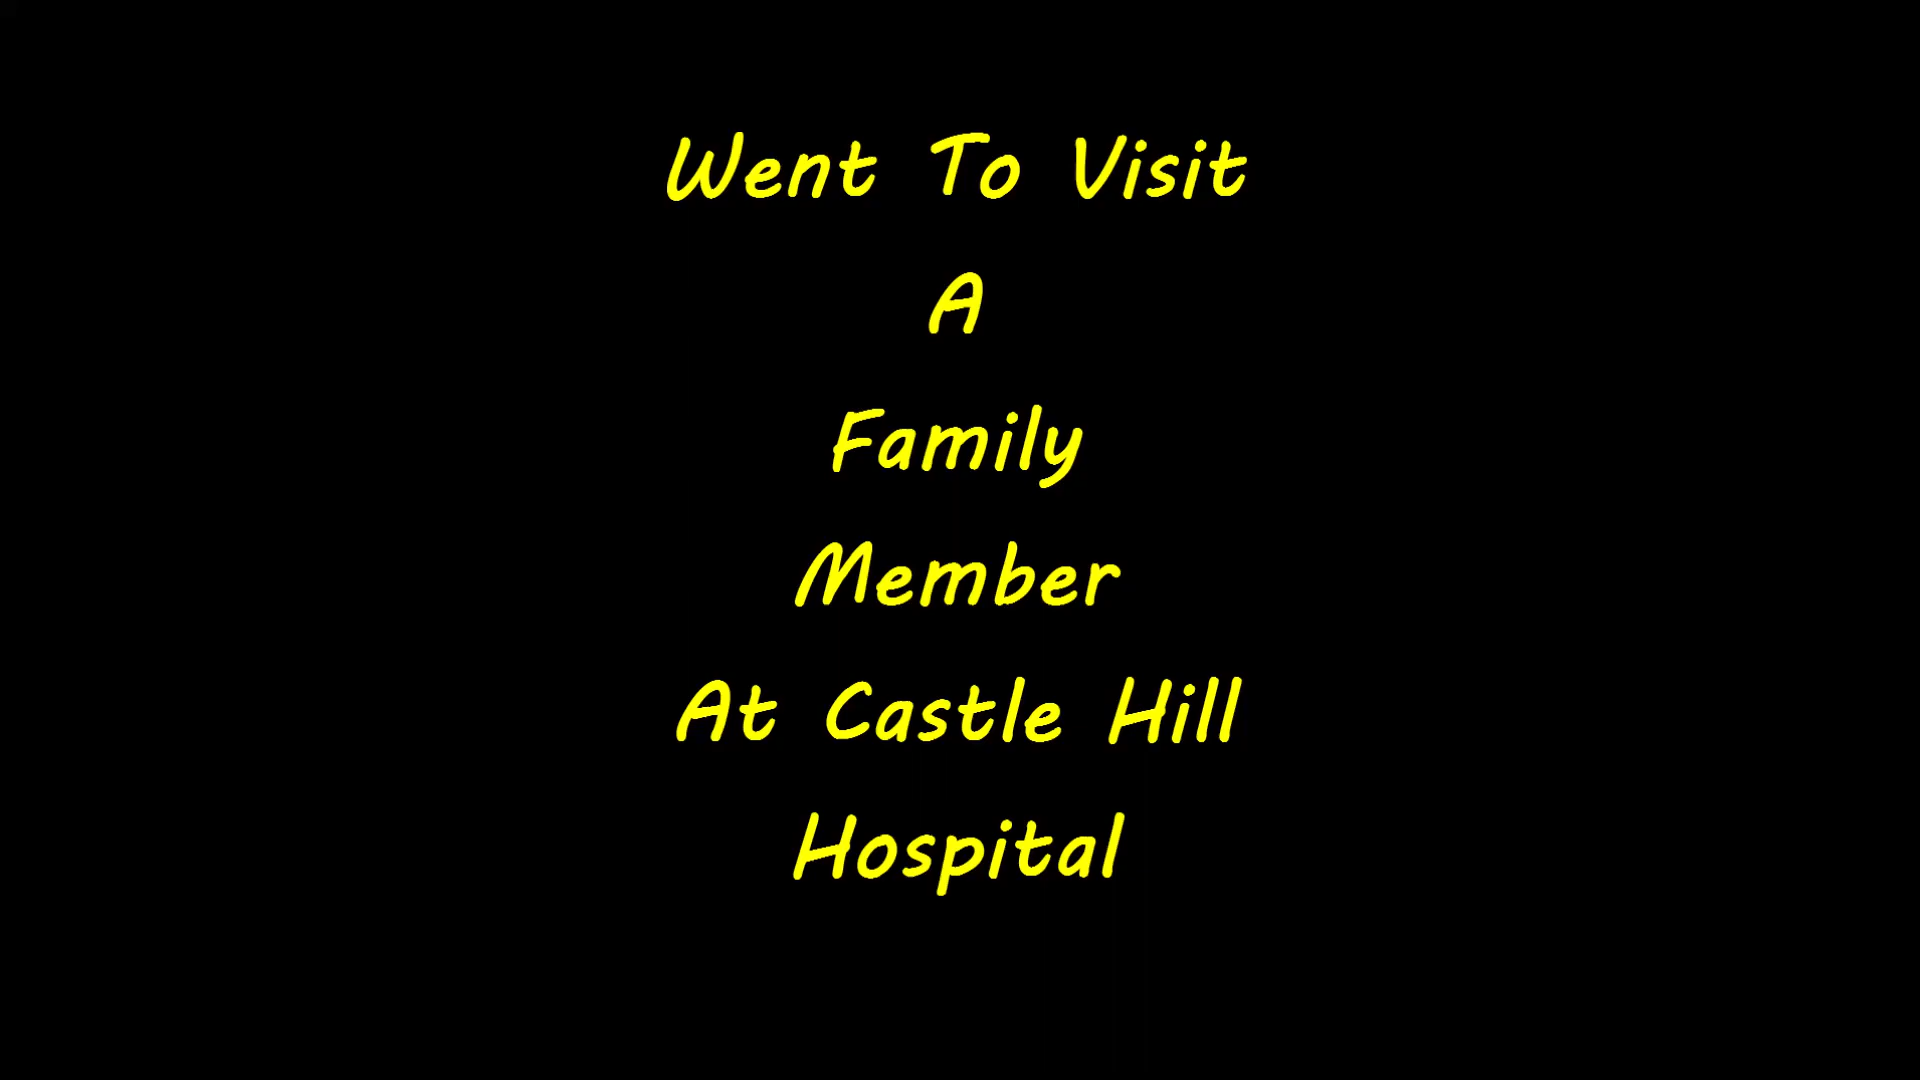 Went To Visit
A
Family
Member
At Castle Hill
Hospital